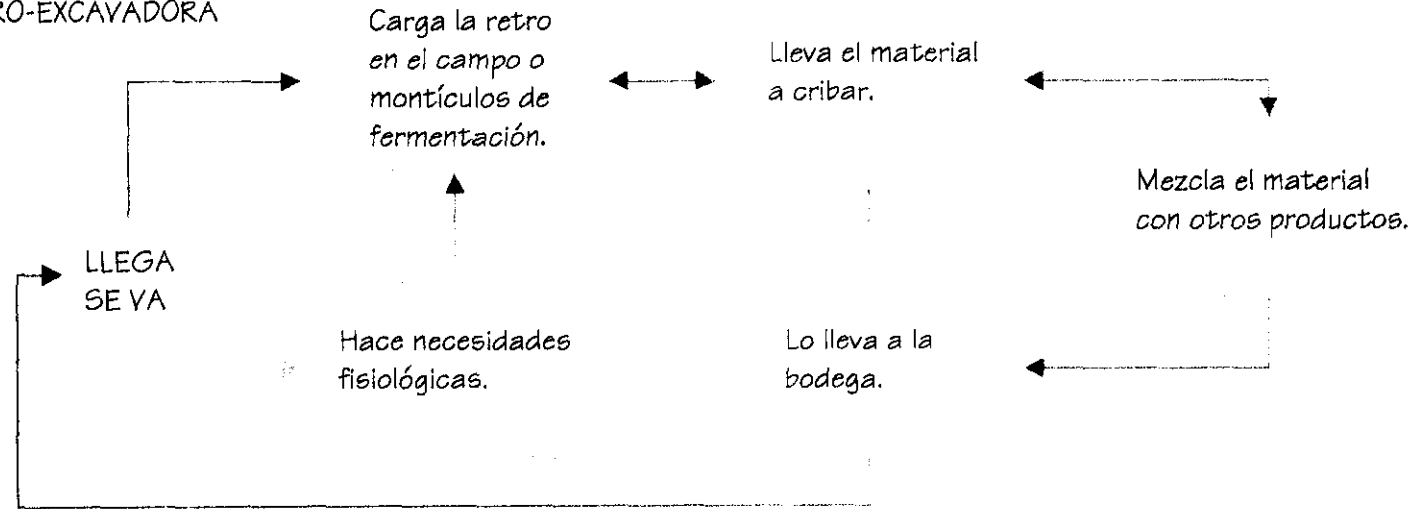 RO-EXCAVADORA
Carga la retro
en el campo o
montículos de
fermentación.
Lleva el material
a cribar.
Mezcla el material
con otros productos.
LLEGA
SE VA
Hace necesidades
fisiológicas.
Lo lleva a la
bodega.